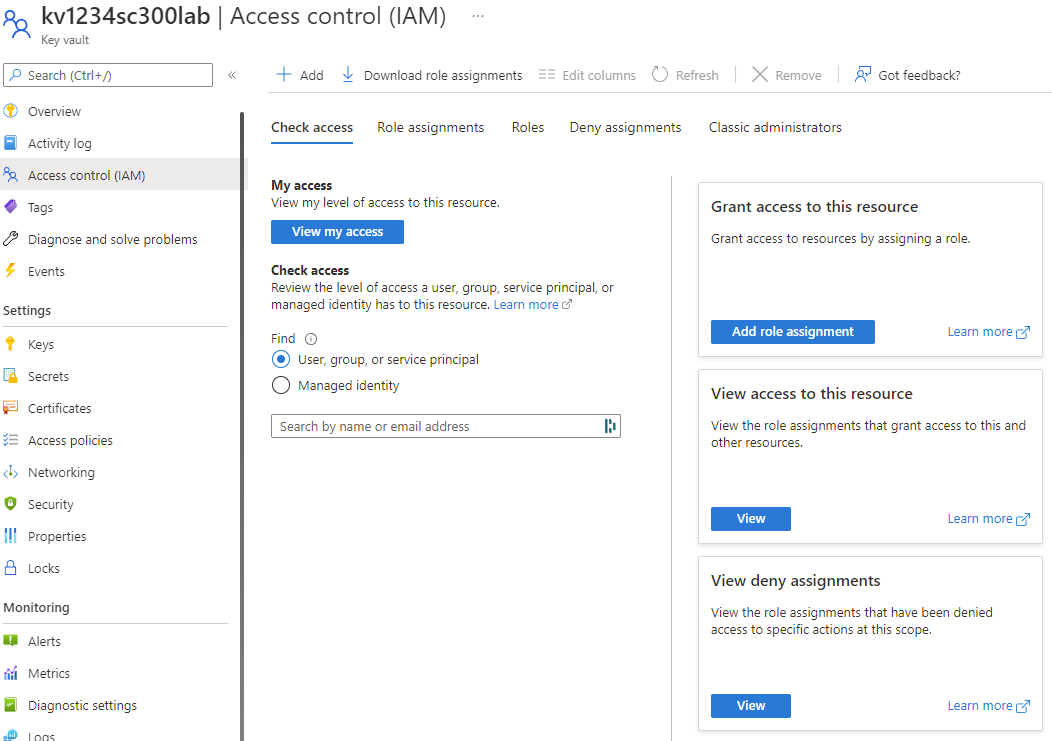 kv1234sc300lab | Access control (IAM) ...
Key vault
Search (Ctrl+/)
«
Overview
Activity log
Access control (IAM)
Tags
Diagnose and solve problems
Events
Settings
Keys
Secrets
Certificates
Access policies
Networking
Security
Properties
Locks
Monitoring
Alerts
Metrics
Diagnostic settings
Logs
Add Download role assignments Edit columns Refresh Remove Got feedback?
Check access Role assignments Roles Deny assignments Classic administrators
My access
View my level of access to this resource.
View my access
Check access
Review the level of access a user, group, service principal, or
managed identity has to this resource. Learn more
Find
User, group, or service principal
Managed identity
Search by name or email address
Grant access to this resource
Grant access to resources by assigning a role.
Add role assignment Learn more
View access to this resource
View the role assignments that grant access to this and
other resources.
View Learn more
View deny assignments
View the role assignments that have been denied
access to specific actions at this scope.
View Learn more